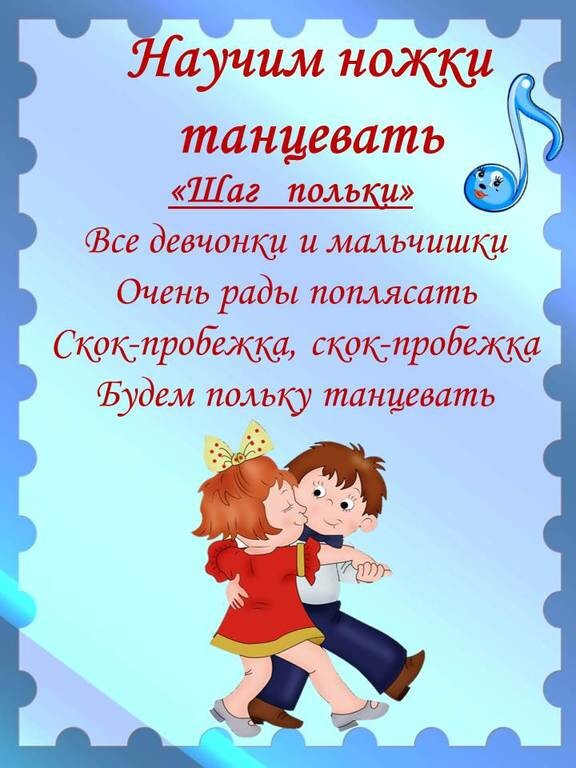 Научим ножки
танцевать
«Шаг польки»
Все девчонки и мальчишки
Очень рады поплясать
Скок-пробежка, скок-пробежка
Будем польку танцевать